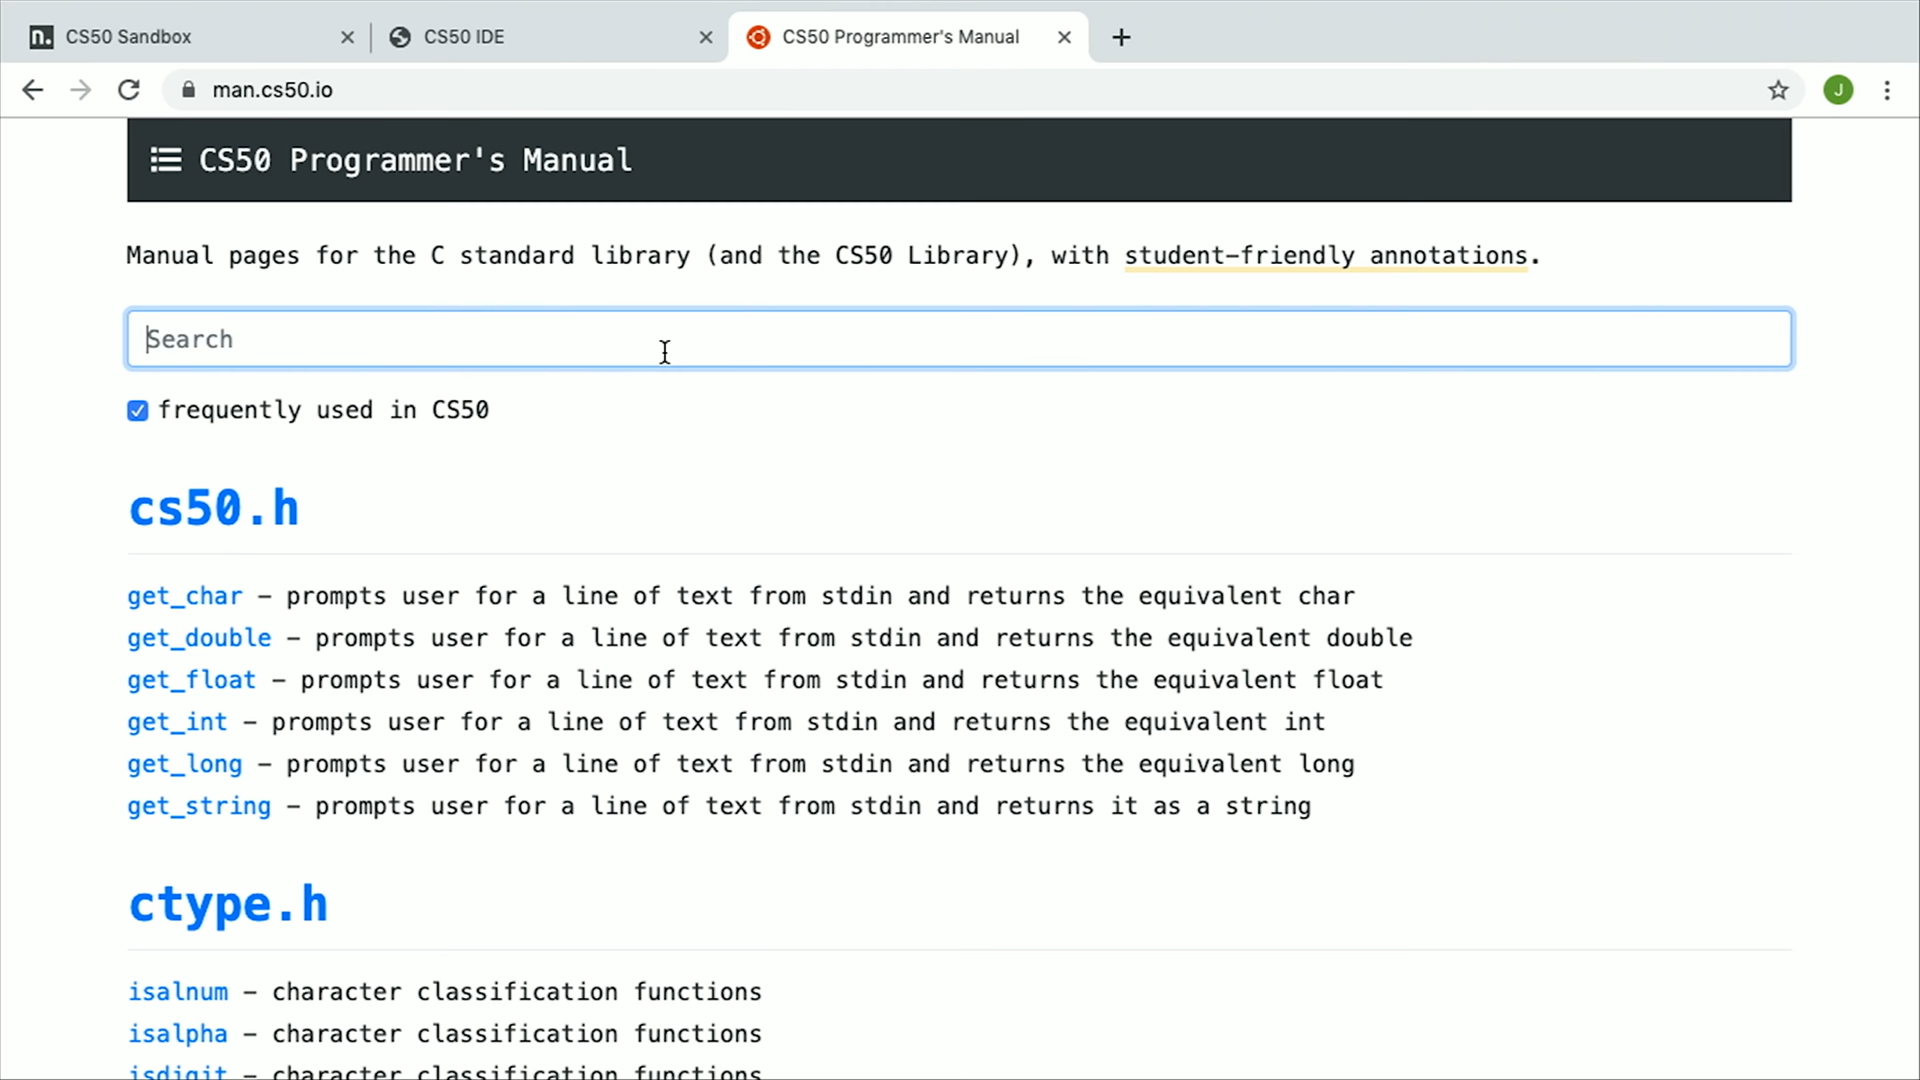 n. CS50 Sandbox
CS50 IDE
CS50 Programmer's Manual
man.cs50.io
J
CS50 Programmer's Manual
Manual pages for the C standard library (and the CS50 Library), with student-friendly annotations.
Search
frequently used in CS50
cs50.h
get_char – prompts user for a line of text from stdin and returns the equivalent char
get_double – prompts user for a line of text from stdin and returns the equivalent double
get_float – prompts user for a line of text from stdin and returns the equivalent float
get_int – prompts user for a line of text from stdin and returns the equivalent int
get_long – prompts user for a line of text from stdin and returns the equivalent long
get_string – prompts user for a line of text from stdin and returns it as a string
ctype.h
isalnum – character classification functions
isalpha – character classification functions
isdigit – character classification functions